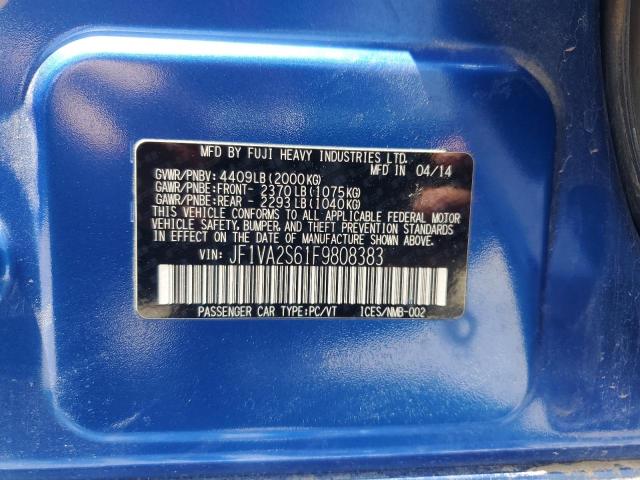 MFD BY FUJI HEAVY INDUSTRIES LTD.
MFD IN 04/14
GVWR/PNBV: 4409LB(2000KG)
GAWR/PNBE:FRONT- 2370LB(1075KG)
GAWR/PNBE:REAR - 2293LB(1040KG)
THIS VEHICLE CONFORMS TO ALL APPLICABLE FEDERAL MOTOR
VEHICLE SAFETY, BUMPER, AND THEFT PREVENTION STANDARDS
IN EFFECT ON THE DATE OF MANUFACTURE SHOWN ABOVE.
VIN: JF1VA2S61F9808383
PASSENGER CAR TYPE:PC/VT ICES/NMB-002